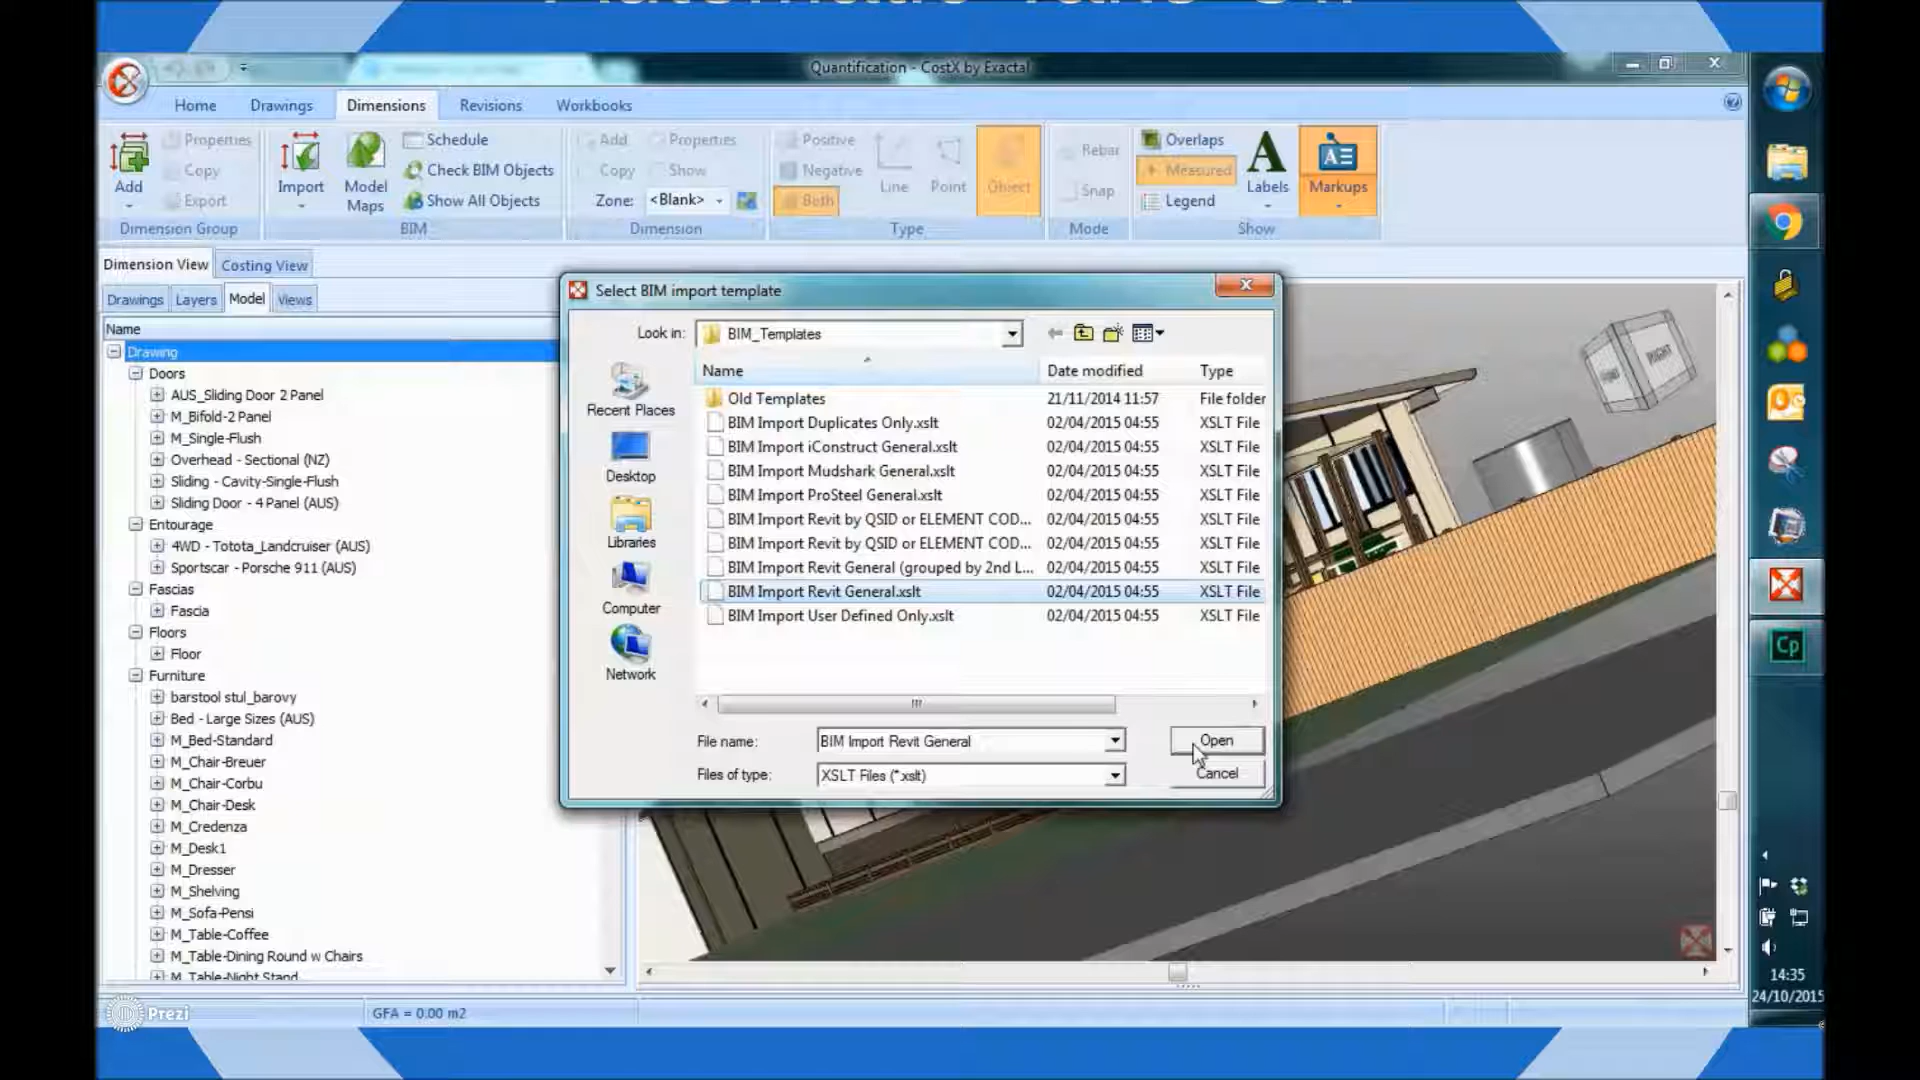 Quantification - CostX by Exactal
Home Drawings Dimensions Revisions Workbooks
Add
Properties
Copy
Export
Dimension Group
Import
Model Maps
Schedule
Check BIM Objects
Show All Objects
BIM
Add Properties
Copy Show
Zone: <Blank>
Dimension
Positive
Negative
Both
Line
Point
Object
Type
Rebar
Snap
Mode
Overlaps
Measured
Legend
Labels
Markups
Show
Dimension View Costing View
Drawings Layers Model Views
Name
Drawing
Doors
AUS_Sliding Door 2 Panel
M_Bifold-2 Panel
M_Single-Flush
Overhead - Sectional (NZ)
Sliding - Cavity-Single-Flush
Sliding Door - 4 Panel (AUS)
Entourage
4WD - Totota_Landcruiser (AUS)
Sportscar - Porsche 911 (AUS)
Fascias
Fascia
Floors
Floor
Furniture
barstool stul_barovy
Bed - Large Sizes (AUS)
M_Bed-Standard
M_Chair-Breuer
M_Chair-Corbu
M_Chair-Desk
M_Credenza
M_Desk1
M_Dresser
M_Shelving
M_Sofa-Pensi
M_Table-Coffee
M_Table-Dining Round w Chairs
M_Table-Night Stand
Select BIM import template
Look in: BIM_Templates
Recent Places
Desktop
Libraries
Computer
Network
Name Date modified Type
Old Templates 21/11/2014 11:57 File folder
BIM Import Duplicates Only.xslt 02/04/2015 04:55 XSLT File
BIM Import iConstruct General.xslt 02/04/2015 04:55 XSLT File
BIM Import Mudshark General.xslt 02/04/2015 04:55 XSLT File
BIM Import ProSteel General.xslt 02/04/2015 04:55 XSLT File
BIM Import Revit by QSID or ELEMENT COD... 02/04/2015 04:55 XSLT File
BIM Import Revit by QSID or ELEMENT COD... 02/04/2015 04:55 XSLT File
BIM Import Revit General (grouped by 2nd L... 02/04/2015 04:55 XSLT File
BIM Import Revit General.xslt 02/04/2015 04:55 XSLT File
BIM Import User Defined Only.xslt 02/04/2015 04:55 XSLT File
File name: BIM Import Revit General Open
Files of type: XSLT Files (*.xslt) Cancel
RIGHT
Cp
14:35
24/10/2015
Prezi
GFA = 0.00 m2